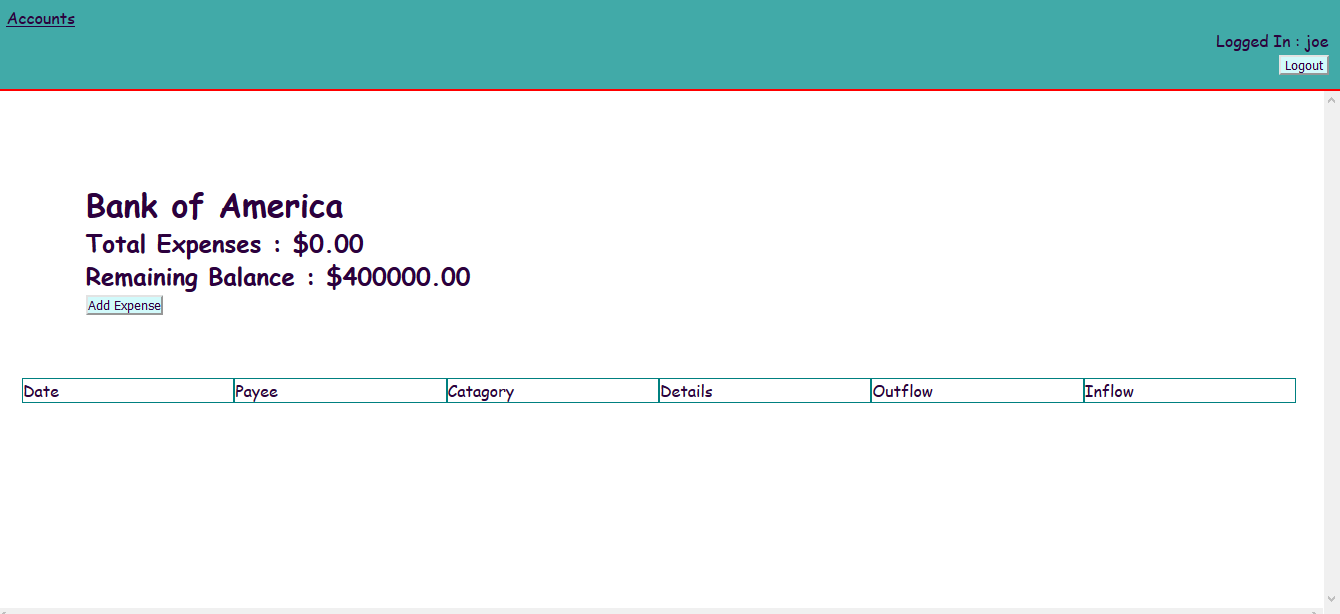 Accounts
Logged In : joe
Logout
Bank of America
Total Expenses : $0.00
Remaining Balance : $400000.00
Add Expense
Date Payee Catagory Details Outflow Inflow